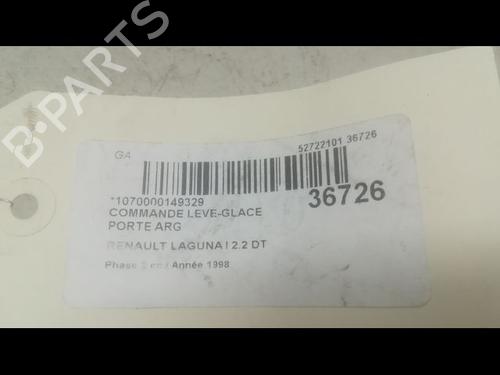 G4
52722101 36726
*1070000149329
36726
COMMANDE LEVE-GLACE
PORTE ARG
RENAULT LAGUNA I 2.2 DT
Phase 2 Année 1998
B-PARTS